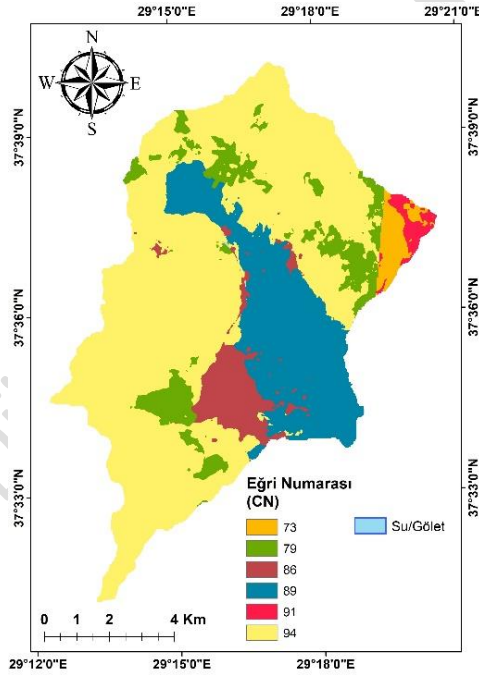 29°15'0"E 29°18'0"E 29°21'0"E
N
W E
S
37°39'0"N 37°39'0"N
37°36'0"N 37°36'0"N
37°33'0"N 37°33'0"N
Eğri Numarası
(CN)
73 Su/Gölet
79
86
89
91
94
0 1 2 4 Km
29°12'0"E 29°15'0"E 29°18'0"E